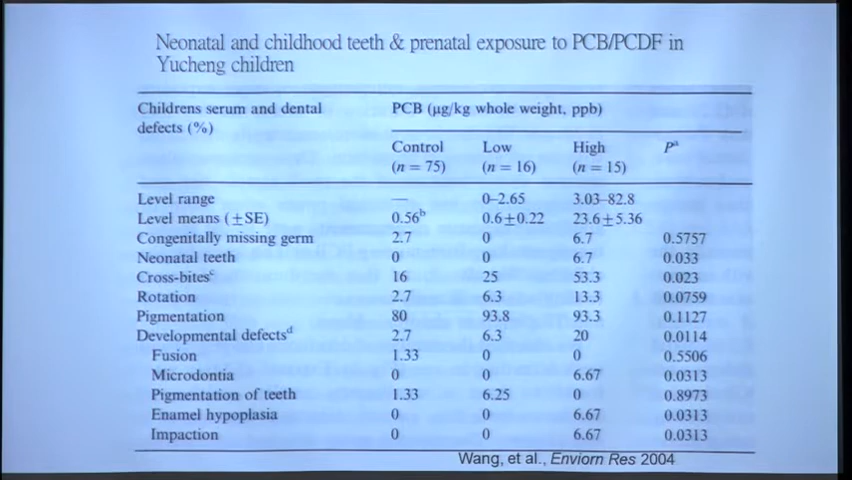 Neonatal and childhood teeth & prenatal exposure to PCB/PCDF in
Yucheng children
Childrens serum and dental PCB (μg/kg whole weight, ppb)
defects (%)
Control Low High Pᵃ
(n = 75) (n = 16) (n = 15)
Level range — 0–2.65 3.03–82.8
Level means (±SE) 0.56ᵇ 0.6±0.22 23.6±5.36
Congenitally missing germ 2.7 0 6.7 0.5757
Neonatal teeth 0 0 6.7 0.033
Cross-bitesᶜ 16 25 53.3 0.023
Rotation 2.7 6.3 13.3 0.0759
Pigmentation 80 93.8 93.3 0.1127
Developmental defectsᵈ 2.7 6.3 20 0.0114
Fusion 1.33 0 0 0.5506
Microdontia 0 0 6.67 0.0313
Pigmentation of teeth 1.33 6.25 0 0.8973
Enamel hypoplasia 0 0 6.67 0.0313
Impaction 0 0 6.67 0.0313
Wang, et al., Enviorn Res 2004